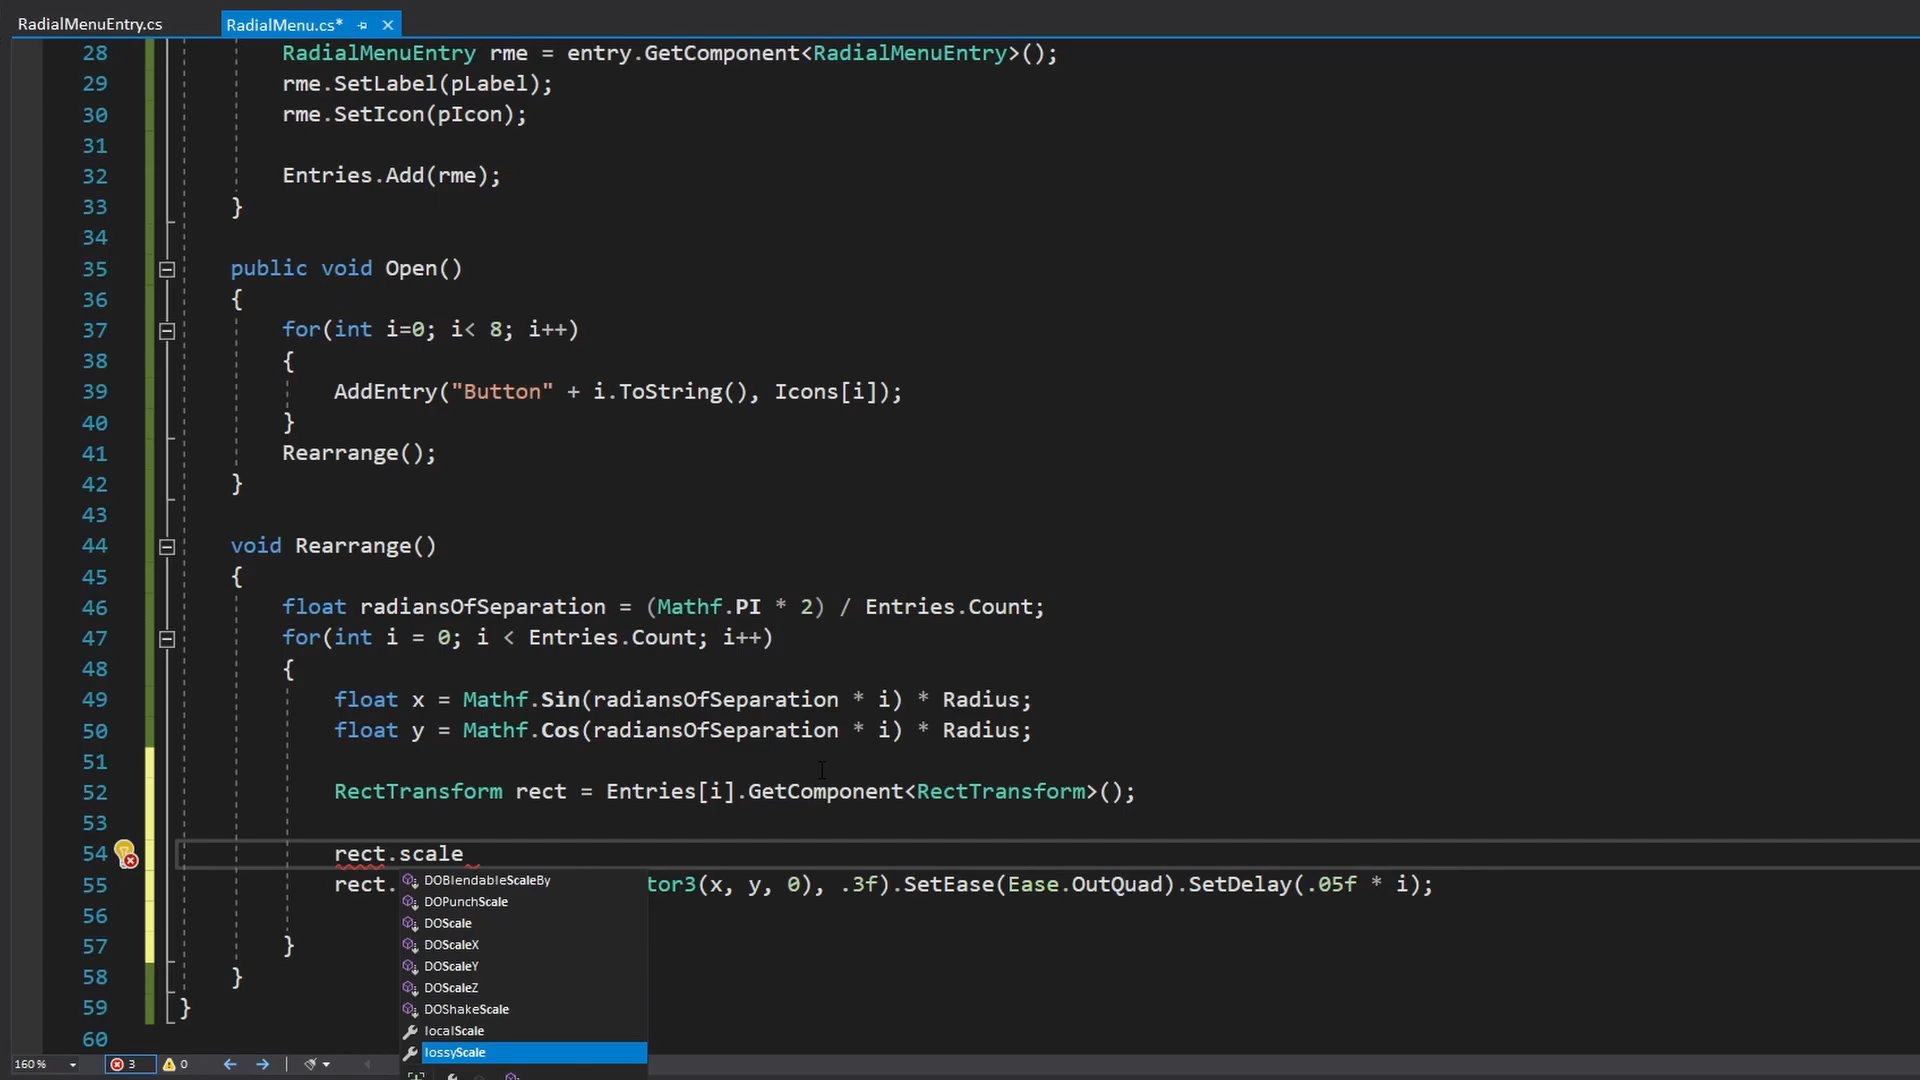 RadialMenuEntry.cs
RadialMenu.cs*
28 RadialMenuEntry rme = entry.GetComponent<RadialMenuEntry>();
29 rme.SetLabel(pLabel);
30 rme.SetIcon(pIcon);
31
32 Entries.Add(rme);
33 }
34
35 public void Open()
36 {
37 for(int i=0; i< 8; i++)
38 {
39 AddEntry("Button" + i.ToString(), Icons[i]);
40 }
41 Rearrange();
42 }
43
44 void Rearrange()
45 {
46 float radiansOfSeparation = (Mathf.PI * 2) / Entries.Count;
47 for(int i = 0; i < Entries.Count; i++)
48 {
49 float x = Mathf.Sin(radiansOfSeparation * i) * Radius;
50 float y = Mathf.Cos(radiansOfSeparation * i) * Radius;
51
52 RectTransform rect = Entries[i].GetComponent<RectTransform>();
53
54 rect.scale
55 rect. tor3(x, y, 0), .3f).SetEase(Ease.OutQuad).SetDelay(.05f * i);
56
57 }
58 }
59 }
60
DOBlendableScaleBy
DOPunchScale
DOScale
DOScaleX
DOScaleY
DOScaleZ
DOShakeScale
localScale
lossyScale
160 % 3 0